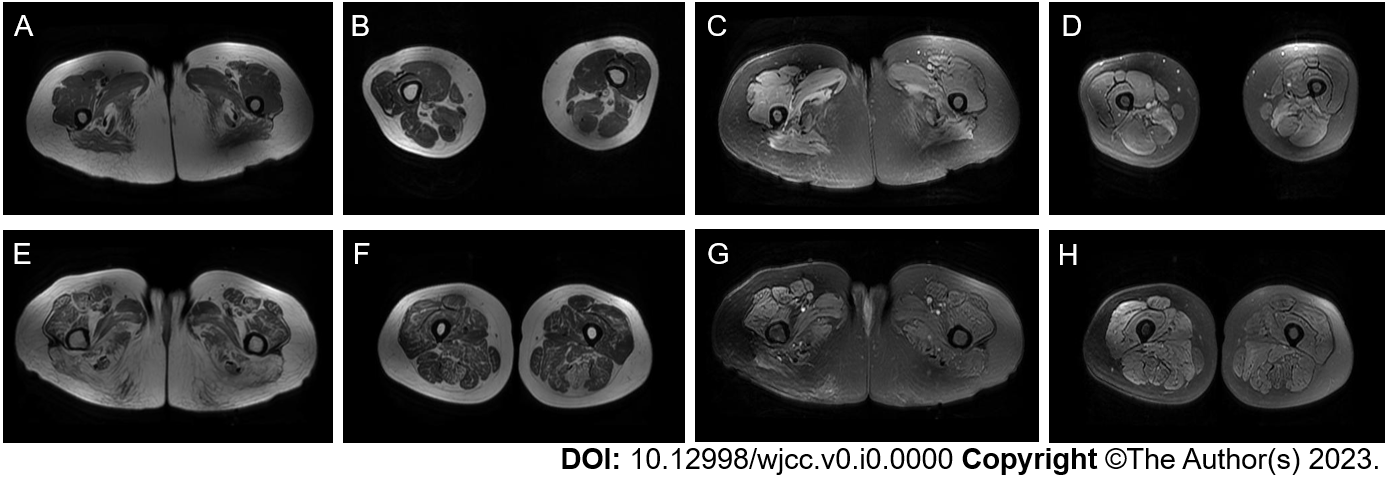 A B C D
E F G H
DOI: 10.12998/wjcc.v0.i0.0000 Copyright ©The Author(s) 2023.